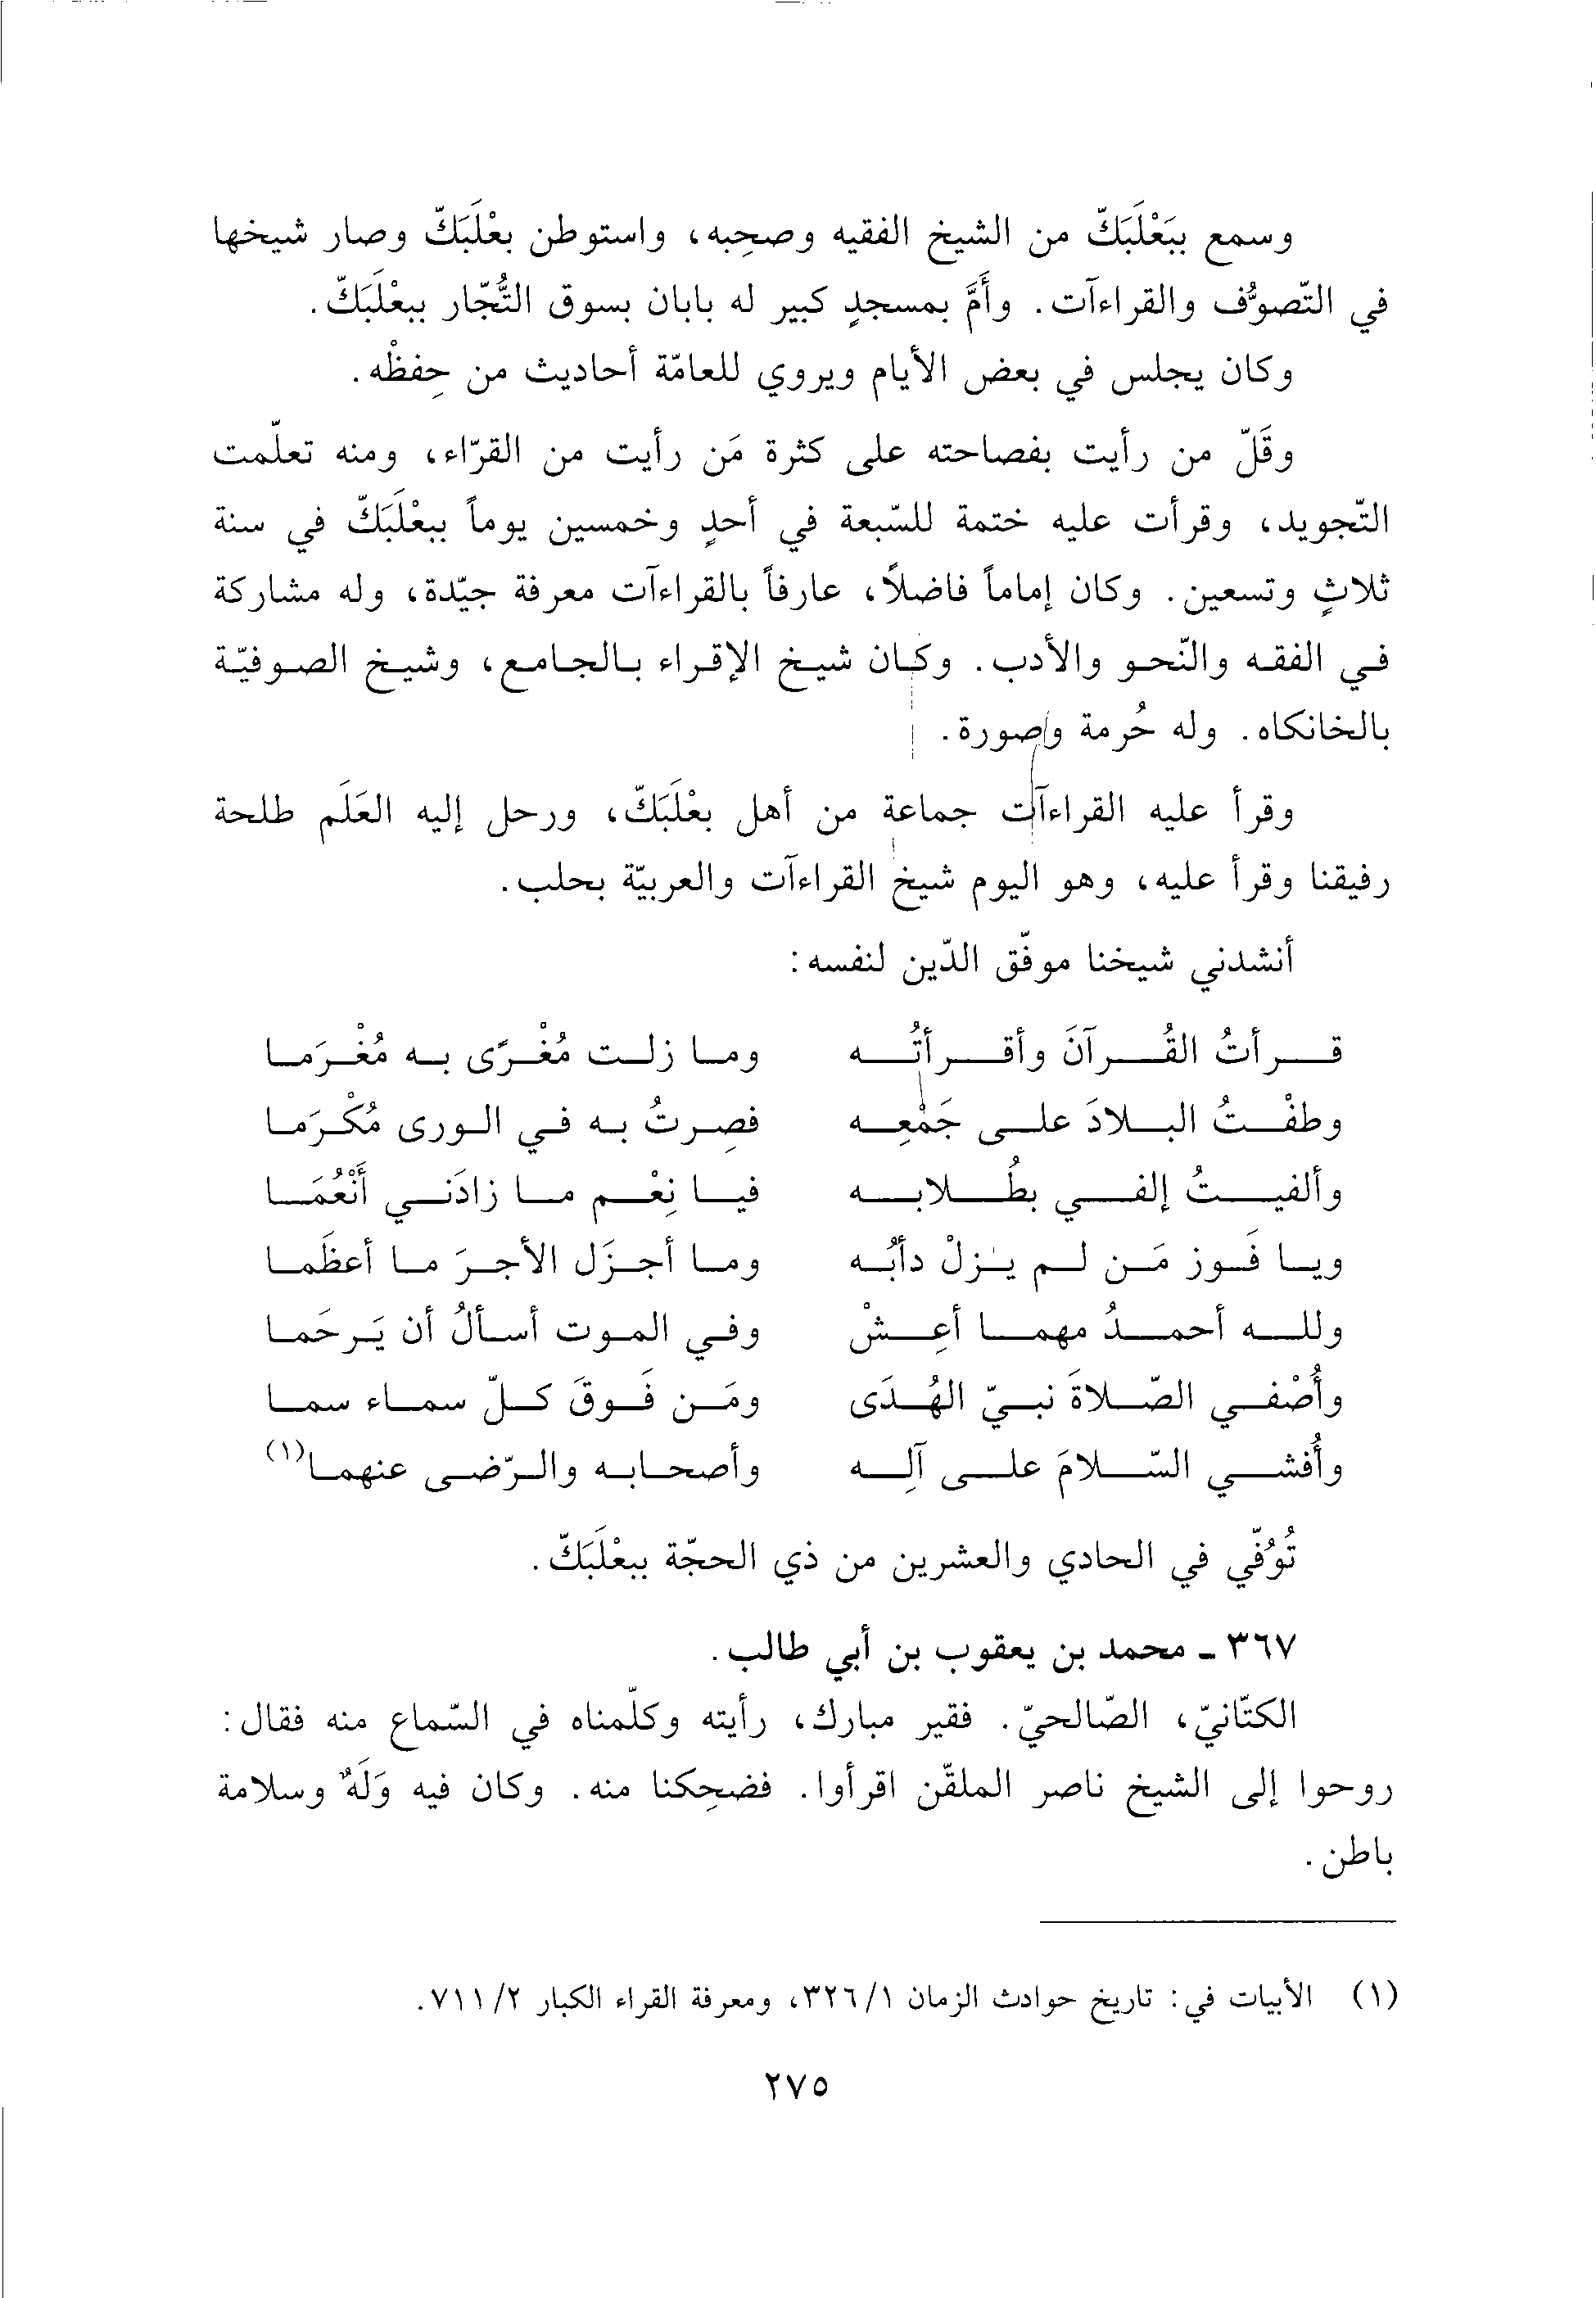 وسمع ببَعْلَبَكّ من الشيخ الفقيه وصحِبه، واستوطن بعْلَبَكّ وصار شيخها
في التّصوُّف والقراءآت. وأَمَّ بمسجدٍ كبير له بابان بسوق التُّجّار ببعْلَبَكّ.
وكان يجلس في بعض الأيام ويروي للعامّة أحاديث من حِفظْه.
وقَلّ من رأيت بفصاحته على كثرة مَن رأيت من القرّاء، ومنه تعلّمت
التّجويد، وقرأت عليه ختمة للسّبعة في أحدٍ وخمسين يوماً ببعْلَبَكّ في سنة
ثلاثٍ وتسعين. وكان إماماً فاضلاً، عارفاً بالقراءآت معرفة جيّدة، وله مشاركة
في الفقه والنّحو والأدب. وكان شيخ الإقراء بالجامع، وشيخ الصوفيّة
بالخانكاه. وله حُرمة وصورة.
وقرأ عليه القراءآت جماعة من أهل بعْلَبَكّ، ورحل إليه العَلَم طلحة
رفيقنا وقرأ عليه، وهو اليوم شيخ القراءآت والعربيّة بحلب.
أنشدني شيخنا موفّق الدّين لنفسه:
قرأتُ القُرآنَ وأقرأتُه وما زلت مُغْرًى به مُغْرَما
وطفْتُ البلادَ على جَمْعِه فصِرتُ به في الورى مُكْرَما
وألفيتُ إلفي بطُلابه فيا نِعْم ما زادَني أَنْعُمَا
ويا فَوز مَن لم يزلْ دأبُه وما أجزَل الأجرَ ما أعظَما
ولله أحمدُ مهما أعِشْ وفي الموت أسألُ أن يَرحَما
وأُضْفي الصّلاةَ نبيّ الهُدَى ومَن فَوقَ كلّ سماء سما
وأُفشي السّلامَ على آلِه وأصحابه والرّضى عنهما(١)
تُوُفّي في الحادي والعشرين من ذي الحجّة ببعْلَبَكّ.
٣٦٧ - محمد بن يعقوب بن أبي طالب.
الكتّانيّ، الصّالحيّ. فقير مبارك، رأيته وكلّمناه في السّماع منه فقال:
روحوا إلى الشيخ ناصر الملقّن اقرأوا. فضحِكنا منه. وكان فيه وَلَهٌ وسلامة
باطن.
(١) الأبيات في: تاريخ حوادث الزمان ٣٢٦/١، ومعرفة القراء الكبار ٧١١/٢.
٢٧٥